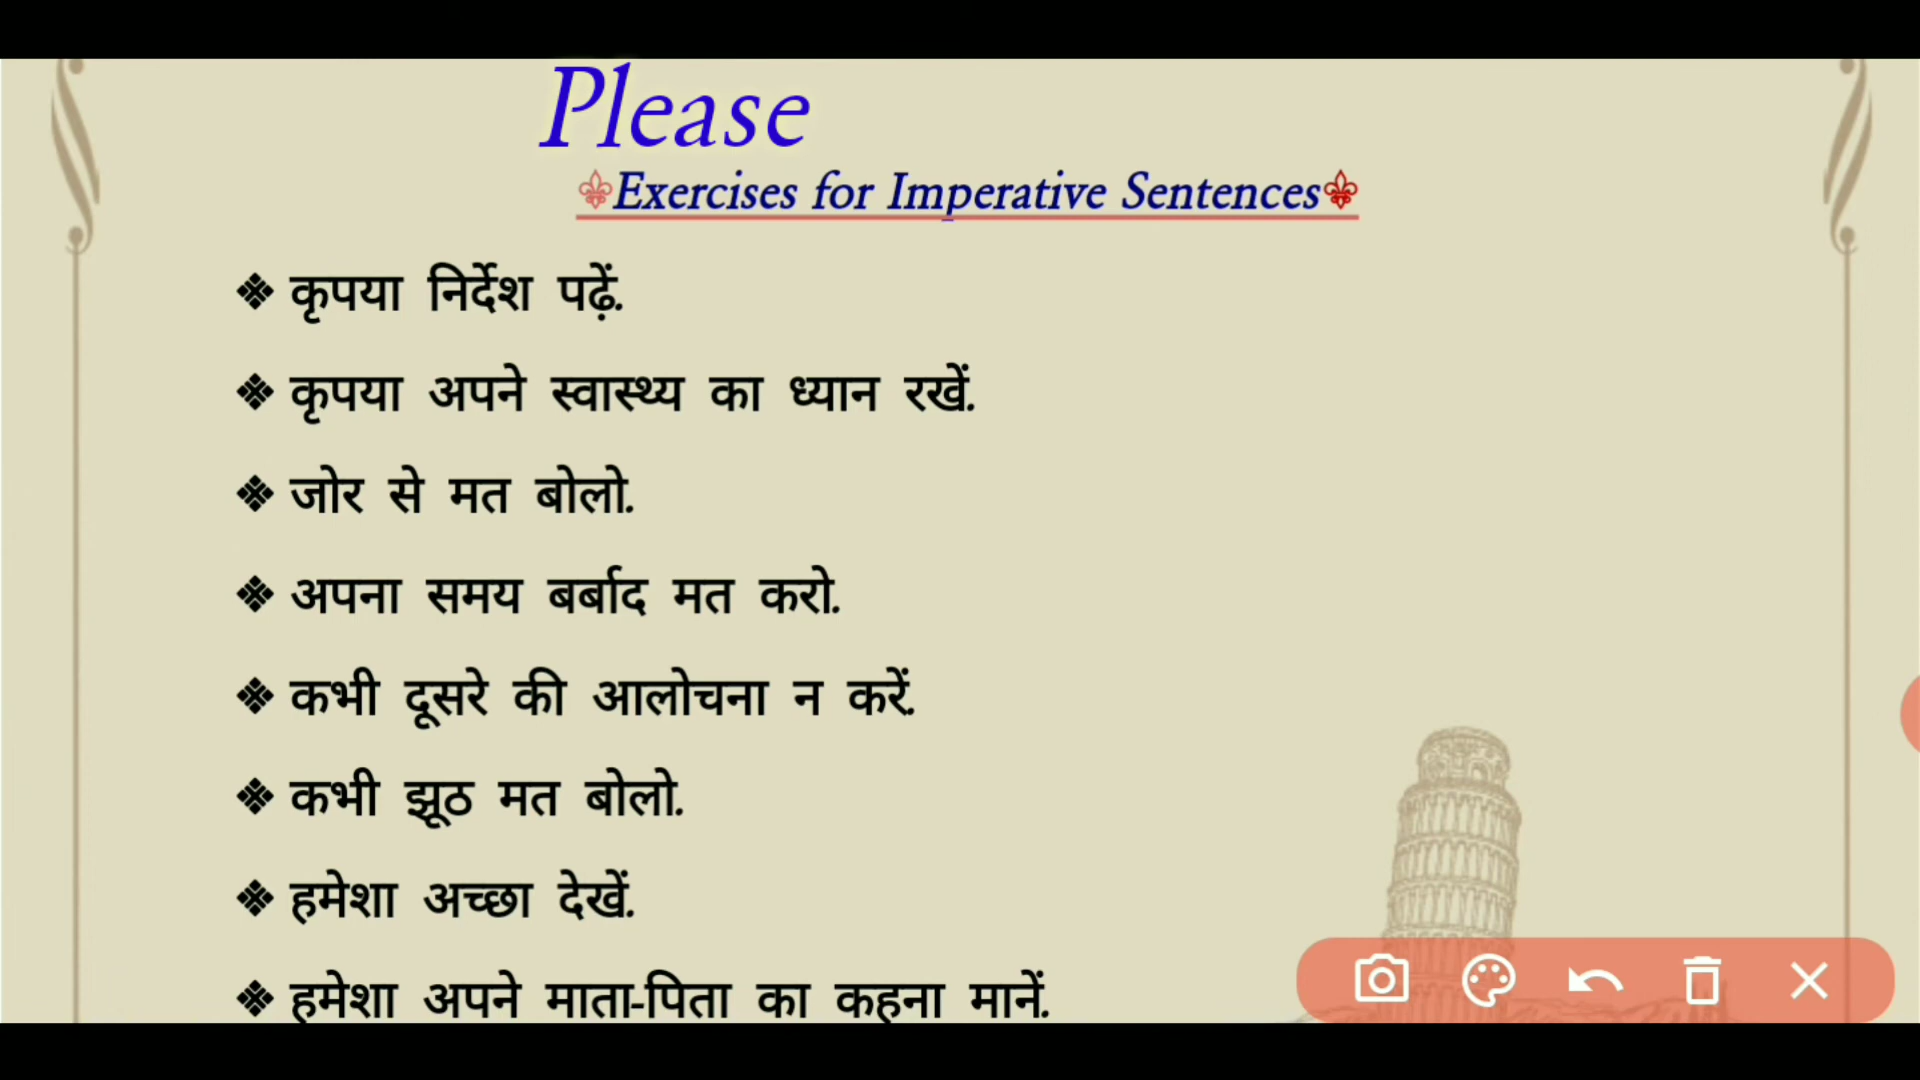 Please
Exercises for Imperative Sentences
कृपया निर्देश पढ़ें.
कृपया अपने स्वास्थ्य का ध्यान रखें.
जोर से मत बोलो.
अपना समय बर्बाद मत करो.
कभी दूसरे की आलोचना न करें.
कभी झूठ मत बोलो.
हमेशा अच्छा देखें.
हमेशा अपने माता-पिता का कहना मानें.